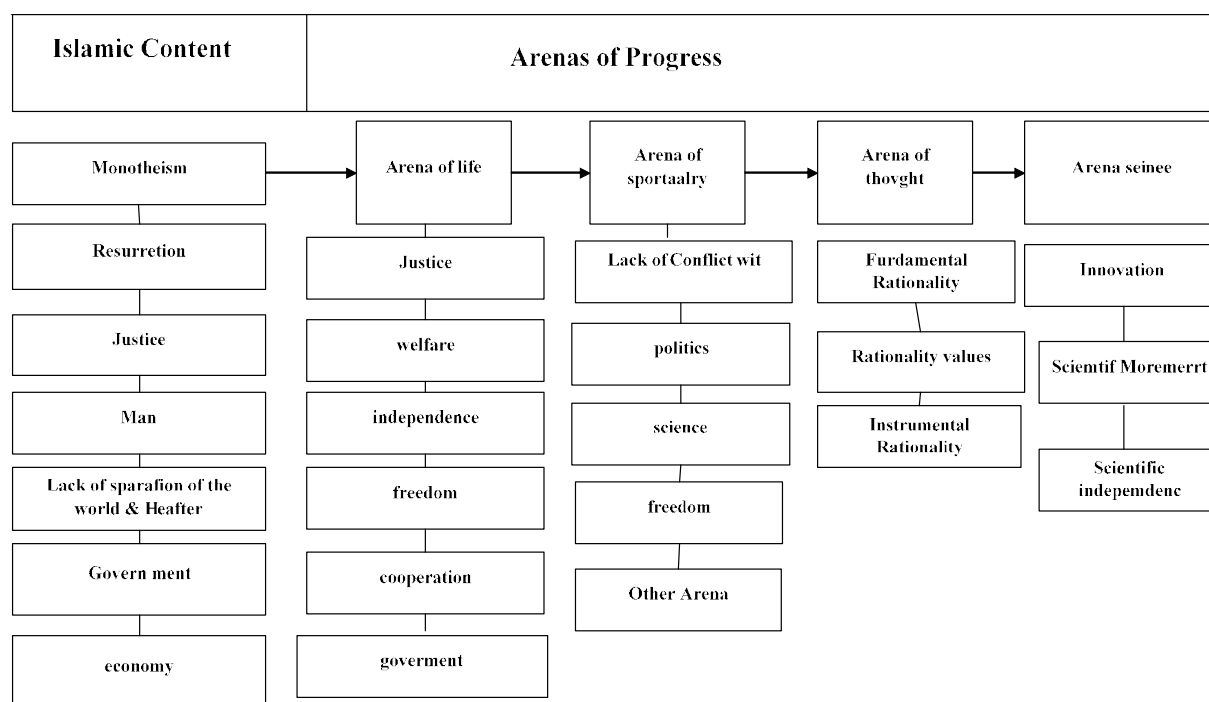 Islamic Content
Arenas of Progress
Monotheism
Resurretion
Justice
Man
Lack of sparafion of the
world & Heafter
Govern ment
economy
Arena of life
Justice
welfare
independence
freedom
cooperation
goverment
Arena of
sportaalry
Lack of Conflict wit
politics
science
freedom
Other Arena
Arena of
thovght
Furdamental
Rationality
Rationality values
Instrumental
Rationality
Arena seinee
Innovation
Sciemtif Moremerrt
Scientific
indepemdenc